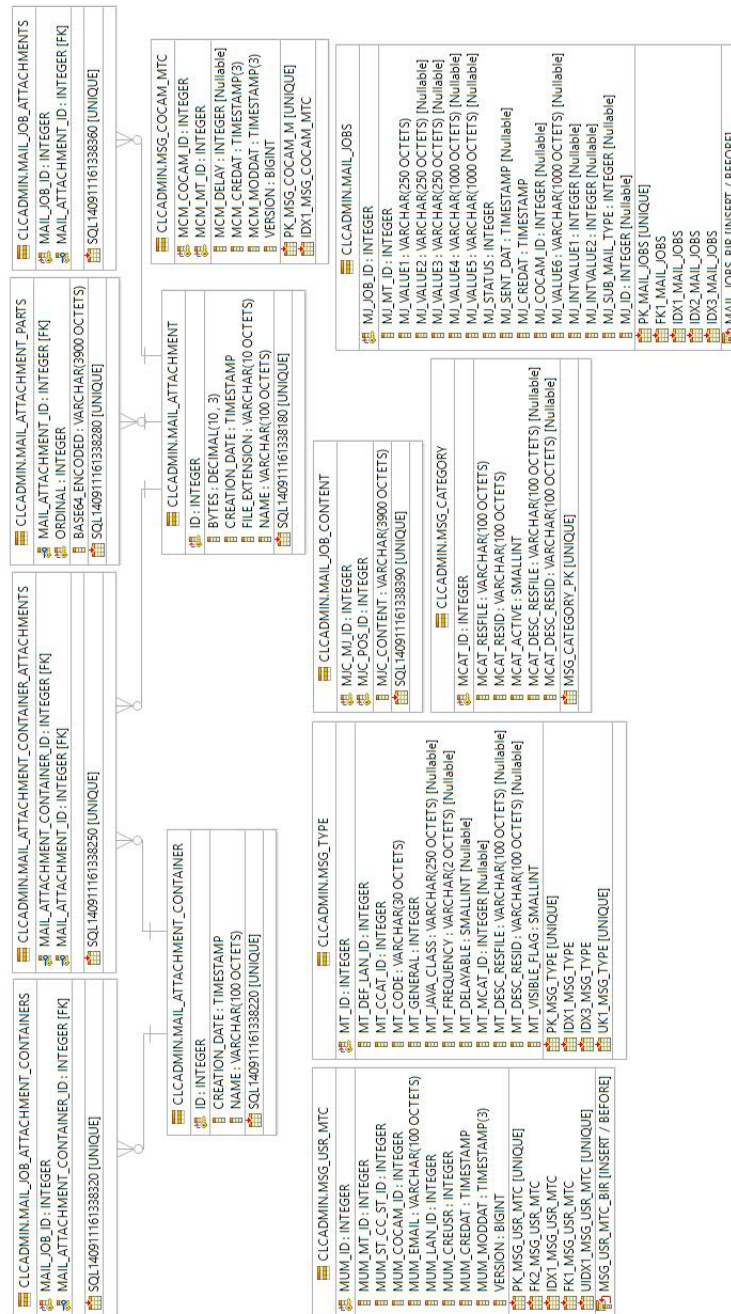 CLCADMIN.MAIL_JOB_ATTACHMENT_CONTAINERS
MAIL_JOB_ID : INTEGER
MAIL_ATTACHMENT_CONTAINER_ID : INTEGER [FK]
SQL140911161338320 [UNIQUE]
CLCADMIN.MAIL_ATTACHMENT_CONTAINER_ATTACHMENTS
MAIL_ATTACHMENT_CONTAINER_ID : INTEGER [FK]
MAIL_ATTACHMENT_ID : INTEGER [FK]
SQL140911161338250 [UNIQUE]
CLCADMIN.MAIL_ATTACHMENT_PARTS
MAIL_ATTACHMENT_ID : INTEGER [FK]
ORDINAL : INTEGER
BASE64_ENCODED : VARCHAR(3900 OCTETS)
SQL140911161338280 [UNIQUE]
CLCADMIN.MAIL_JOB_ATTACHMENTS
MAIL_JOB_ID : INTEGER
MAIL_ATTACHMENT_ID : INTEGER [FK]
SQL140911161338360 [UNIQUE]
CLCADMIN.MAIL_ATTACHMENT_CONTAINER
ID : INTEGER
CREATION_DATE : TIMESTAMP
NAME : VARCHAR(100 OCTETS)
SQL140911161338220 [UNIQUE]
CLCADMIN.MAIL_ATTACHMENT
ID : INTEGER
BYTES : DECIMAL(10 , 3)
CREATION_DATE : TIMESTAMP
FILE_EXTENSION : VARCHAR(10 OCTETS)
NAME : VARCHAR(100 OCTETS)
SQL140911161338180 [UNIQUE]
CLCADMIN.MSG_COCAM_MTC
MCM_COCAM_ID : INTEGER
MCM_MT_ID : INTEGER
MCM_DELAY : INTEGER [Nullable]
MCM_CREDAT : TIMESTAMP(3)
MCM_MODDAT : TIMESTAMP(3)
VERSION : BIGINT
PK_MSG_COCAM_M [UNIQUE]
IDX1_MSG_COCAM_MTC
CLCADMIN.MSG_USR_MTC
MUM_ID : INTEGER
MUM_MT_ID : INTEGER
MUM_ST_CC_ST_ID : INTEGER
MUM_COCAM_ID : INTEGER
MUM_EMAIL : VARCHAR(100 OCTETS)
MUM_LAN_ID : INTEGER
MUM_CREUSR : INTEGER
MUM_CREDAT : TIMESTAMP
MUM_MODDAT : TIMESTAMP(3)
VERSION : BIGINT
PK_MSG_USR_MTC [UNIQUE]
FK2_MSG_USR_MTC
IDX1_MSG_USR_MTC
FK1_MSG_USR_MTC
UIDX1_MSG_USR_MTC [UNIQUE]
MSG_USR_MTC_BIR [INSERT / BEFORE]
CLCADMIN.MSG_TYPE
MT_ID : INTEGER
MT_DEF_LAN_ID : INTEGER
MT_CCAT_ID : INTEGER
MT_CODE : VARCHAR(30 OCTETS)
MT_GENERAL : INTEGER
MT_JAVA_CLASS : VARCHAR(250 OCTETS) [Nullable]
MT_FREQUENCY : VARCHAR(2 OCTETS) [Nullable]
MT_DELAYABLE : SMALLINT [Nullable]
MT_MCAT_ID : INTEGER [Nullable]
MT_DESC_RESFILE : VARCHAR(100 OCTETS) [Nullable]
MT_DESC_RESID : VARCHAR(100 OCTETS) [Nullable]
MT_VISIBLE_FLAG : SMALLINT
PK_MSG_TYPE [UNIQUE]
IDX1_MSG_TYPE
IDX3_MSG_TYPE
UK1_MSG_TYPE [UNIQUE]
CLCADMIN.MAIL_JOB_CONTENT
MJC_MJ_ID : INTEGER
MJC_POS_ID : INTEGER
MJC_CONTENT : VARCHAR(3900 OCTETS)
SQL140911161338390 [UNIQUE]
CLCADMIN.MSG_CATEGORY
MCAT_ID : INTEGER
MCAT_RESFILE : VARCHAR(100 OCTETS)
MCAT_RESID : VARCHAR(100 OCTETS)
MCAT_ACTIVE : SMALLINT
MCAT_DESC_RESFILE : VARCHAR(100 OCTETS) [Nullable]
MCAT_DESC_RESID : VARCHAR(100 OCTETS) [Nullable]
MSG_CATEGORY_PK [UNIQUE]
CLCADMIN.MAIL_JOBS
MJ_JOB_ID : INTEGER
MJ_MT_ID : INTEGER
MJ_VALUE1 : VARCHAR(250 OCTETS)
MJ_VALUE2 : VARCHAR(250 OCTETS) [Nullable]
MJ_VALUE3 : VARCHAR(250 OCTETS) [Nullable]
MJ_VALUE4 : VARCHAR(1000 OCTETS) [Nullable]
MJ_VALUE5 : VARCHAR(1000 OCTETS) [Nullable]
MJ_STATUS : INTEGER
MJ_SENT_DAT : TIMESTAMP [Nullable]
MJ_CREDAT : TIMESTAMP
MJ_COCAM_ID : INTEGER [Nullable]
MJ_VALUE6 : VARCHAR(1000 OCTETS) [Nullable]
MJ_INTVALUE1 : INTEGER [Nullable]
MJ_INTVALUE2 : INTEGER [Nullable]
MJ_SUB_MAIL_TYPE : INTEGER [Nullable]
MJ_ID : INTEGER [Nullable]
PK_MAIL_JOBS [UNIQUE]
FK1_MAIL_JOBS
IDX1_MAIL_JOBS
IDX2_MAIL_JOBS
IDX3_MAIL_JOBS
MAIL_JOBS_BIR [INSERT / BEFORE]